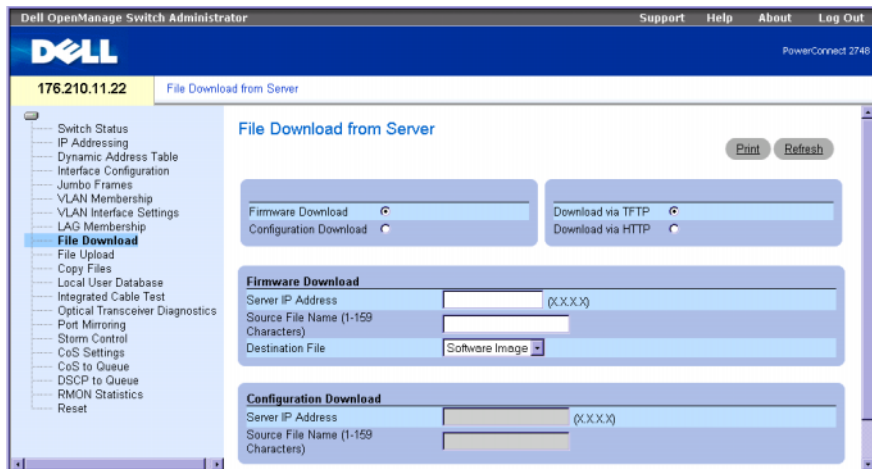 Dell OpenManage Switch Administrator
Support Help About Log Out
DELL
PowerConnect 2748
176.210.11.22
File Download from Server
Switch Status
IP Addressing
Dynamic Address Table
Interface Configuration
Jumbo Frames
VLAN Membership
VLAN Interface Settings
LAG Membership
File Download
File Upload
Copy Files
Local User Database
Integrated Cable Test
Optical Transceiver Diagnostics
Port Mirroring
Storm Control
CoS Settings
CoS to Queue
DSCP to Queue
RMON Statistics
Reset
File Download from Server
Print Refresh
Firmware Download
Configuration Download
Download via TFTP
Download via HTTP
Firmware Download
Server IP Address (X.X.X.X)
Source File Name (1-159
Characters)
Destination File Software Image
Configuration Download
Server IP Address (X.X.X.X)
Source File Name (1-159
Characters)